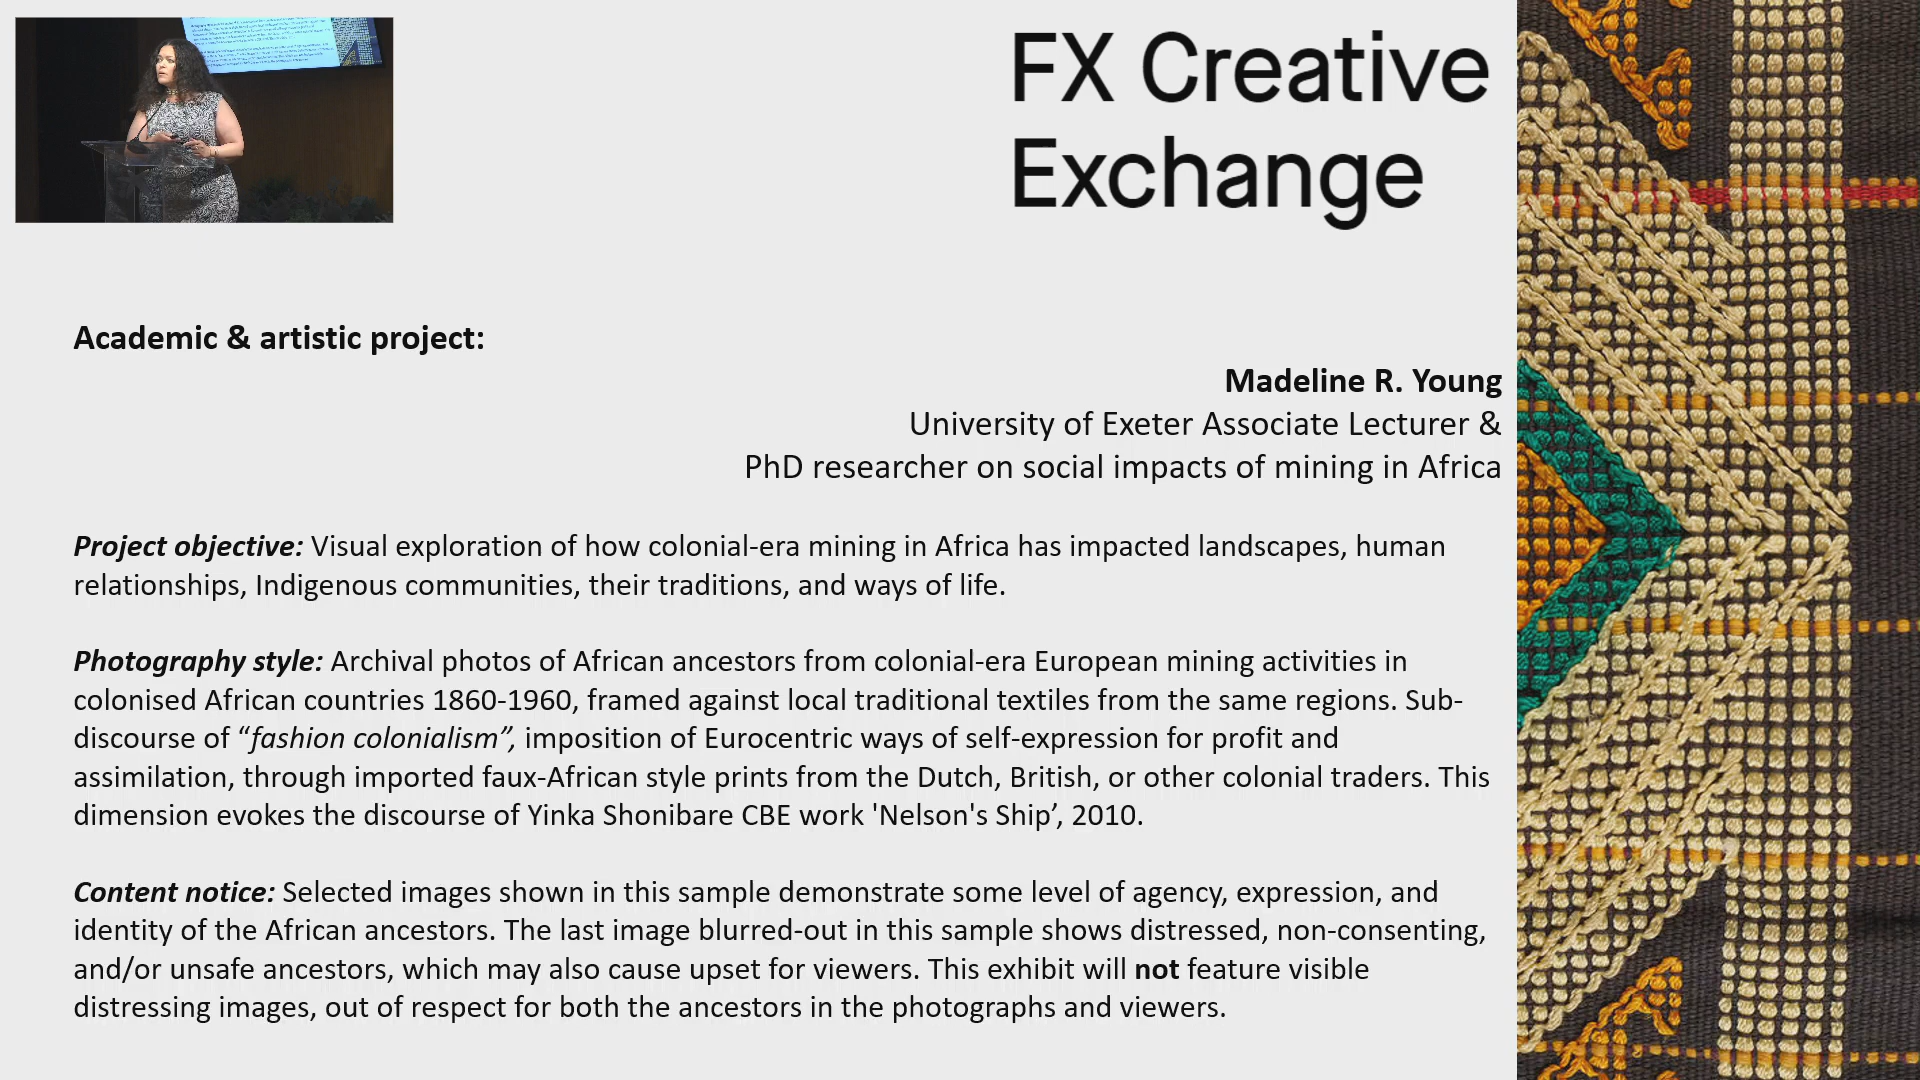 FX Creative
Exchange
Academic & artistic project:
Madeline R. Young
University of Exeter Associate Lecturer &
PhD researcher on social impacts of mining in Africa
Project objective: Visual exploration of how colonial-era mining in Africa has impacted landscapes, human
relationships, Indigenous communities, their traditions, and ways of life.
Photography style: Archival photos of African ancestors from colonial-era European mining activities in
colonised African countries 1860-1960, framed against local traditional textiles from the same regions. Sub-
discourse of “fashion colonialism”, imposition of Eurocentric ways of self-expression for profit and
assimilation, through imported faux-African style prints from the Dutch, British, or other colonial traders. This
dimension evokes the discourse of Yinka Shonibare CBE work 'Nelson's Ship’, 2010.
Content notice: Selected images shown in this sample demonstrate some level of agency, expression, and
identity of the African ancestors. The last image blurred-out in this sample shows distressed, non-consenting,
and/or unsafe ancestors, which may also cause upset for viewers. This exhibit will not feature visible
distressing images, out of respect for both the ancestors in the photographs and viewers.